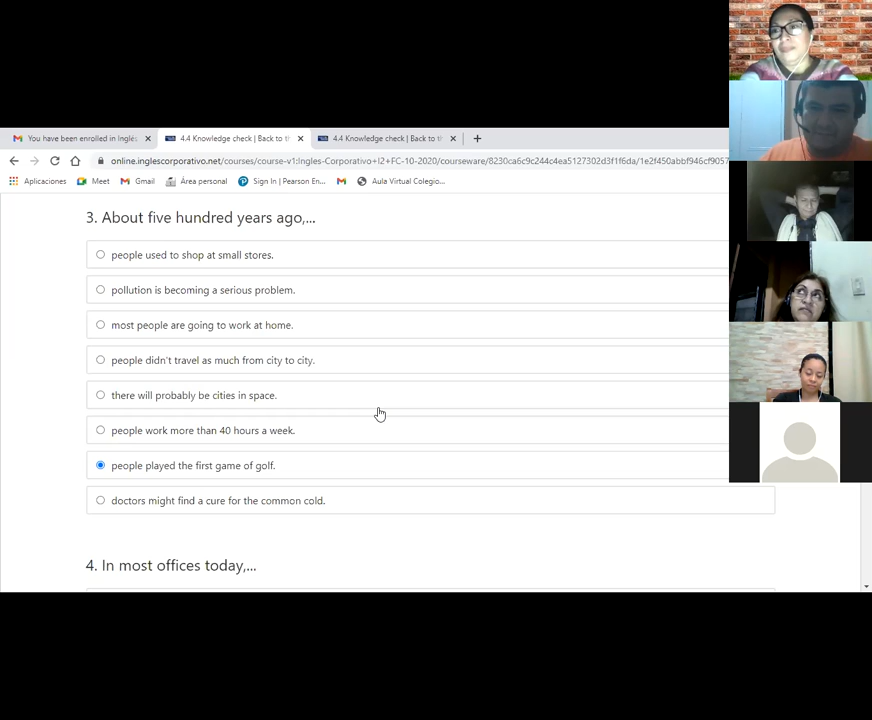 You have been enrolled in Inglés
4.4 Knowledge check | Back to th
4.4 Knowledge check | Back to th
online.inglescorporativo.net/courses/course-v1:Ingles-Corporativo+I2+FC-10-2020/courseware/8230ca6c9c244c4ea5127302d3f1f6da/1e2f450abbf946cf9057
Aplicaciones
Meet
Gmail
Área personal
Sign In | Pearson En...
Aula Virtual Colegio...
3. About five hundred years ago,...
people used to shop at small stores.
pollution is becoming a serious problem.
most people are going to work at home.
people didn't travel as much from city to city.
there will probably be cities in space.
people work more than 40 hours a week.
people played the first game of golf.
doctors might find a cure for the common cold.
4. In most offices today,...